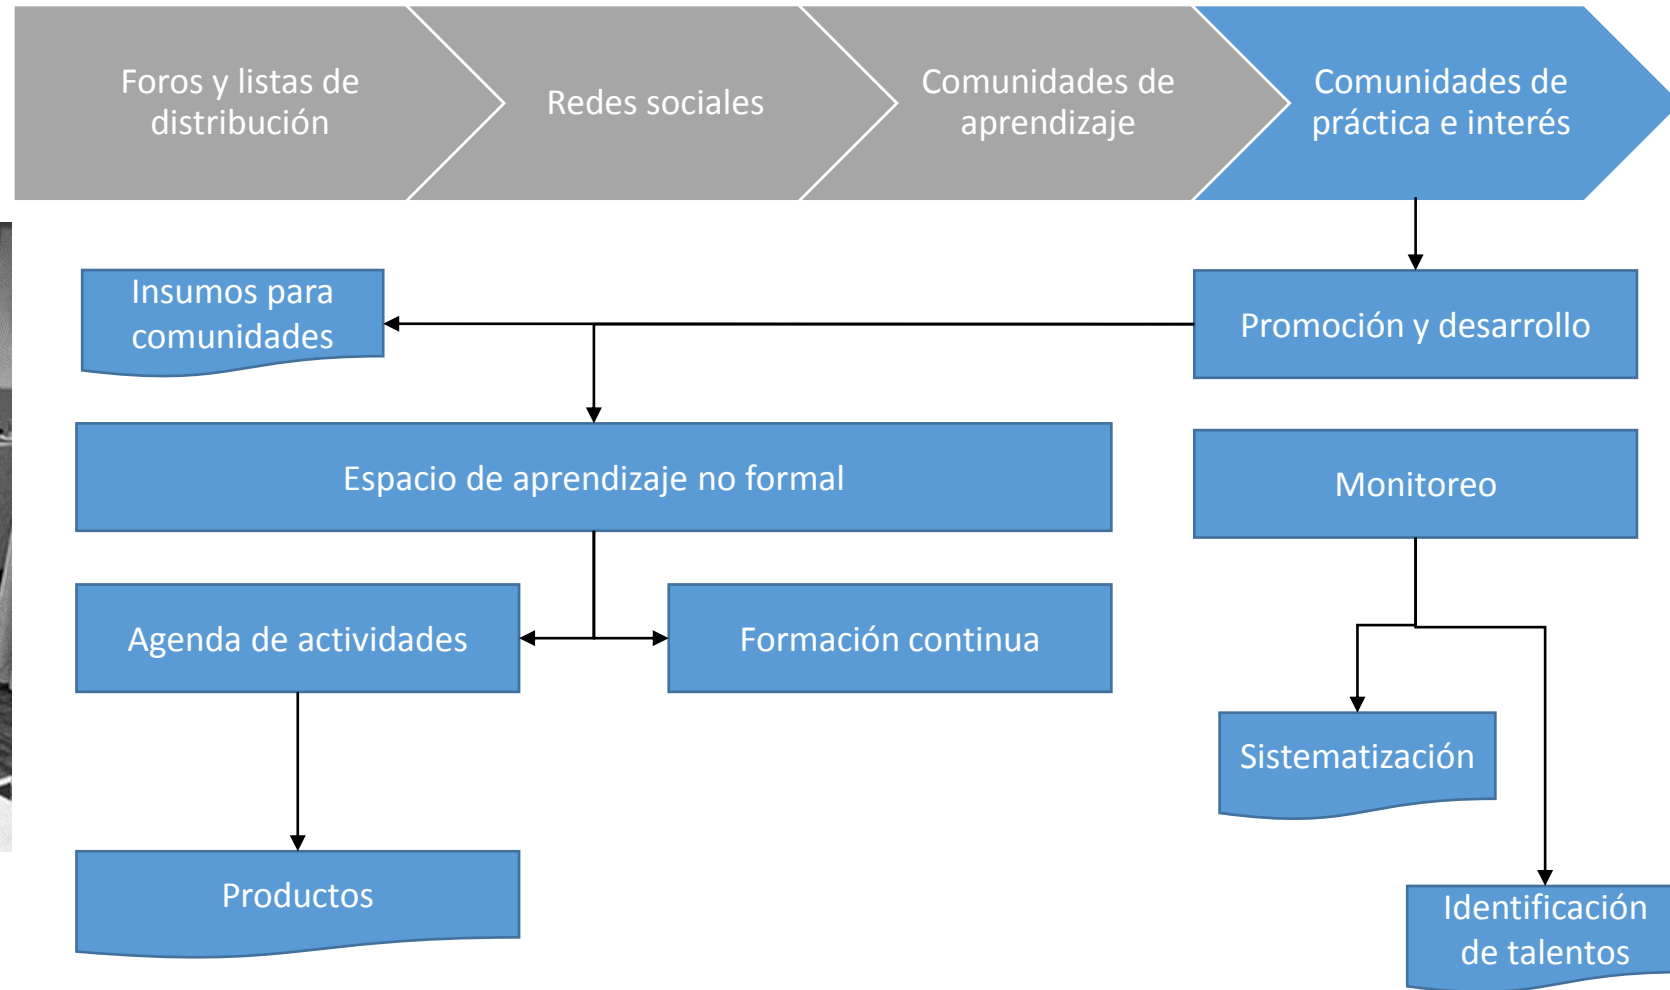 Foros y listas de
distribución
Redes sociales
Comunidades de
aprendizaje
Comunidades de
práctica e interés
Insumos para
comunidades
Promoción y desarrollo
Espacio de aprendizaje no formal
Monitoreo
Agenda de actividades
Formación continua
Sistematización
Productos
Identificación
de talentos